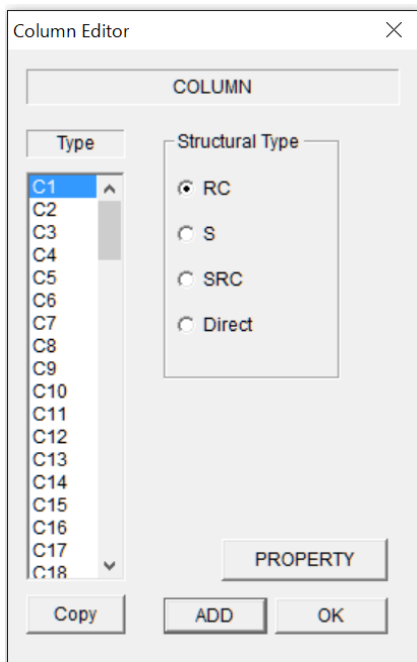 Column Editor
COLUMN
Type
C1
C2
C3
C4
C5
C6
C7
C8
C9
C10
C11
C12
C13
C14
C15
C16
C17
C18
Structural Type
RC
S
SRC
Direct
PROPERTY
Copy
ADD
OK